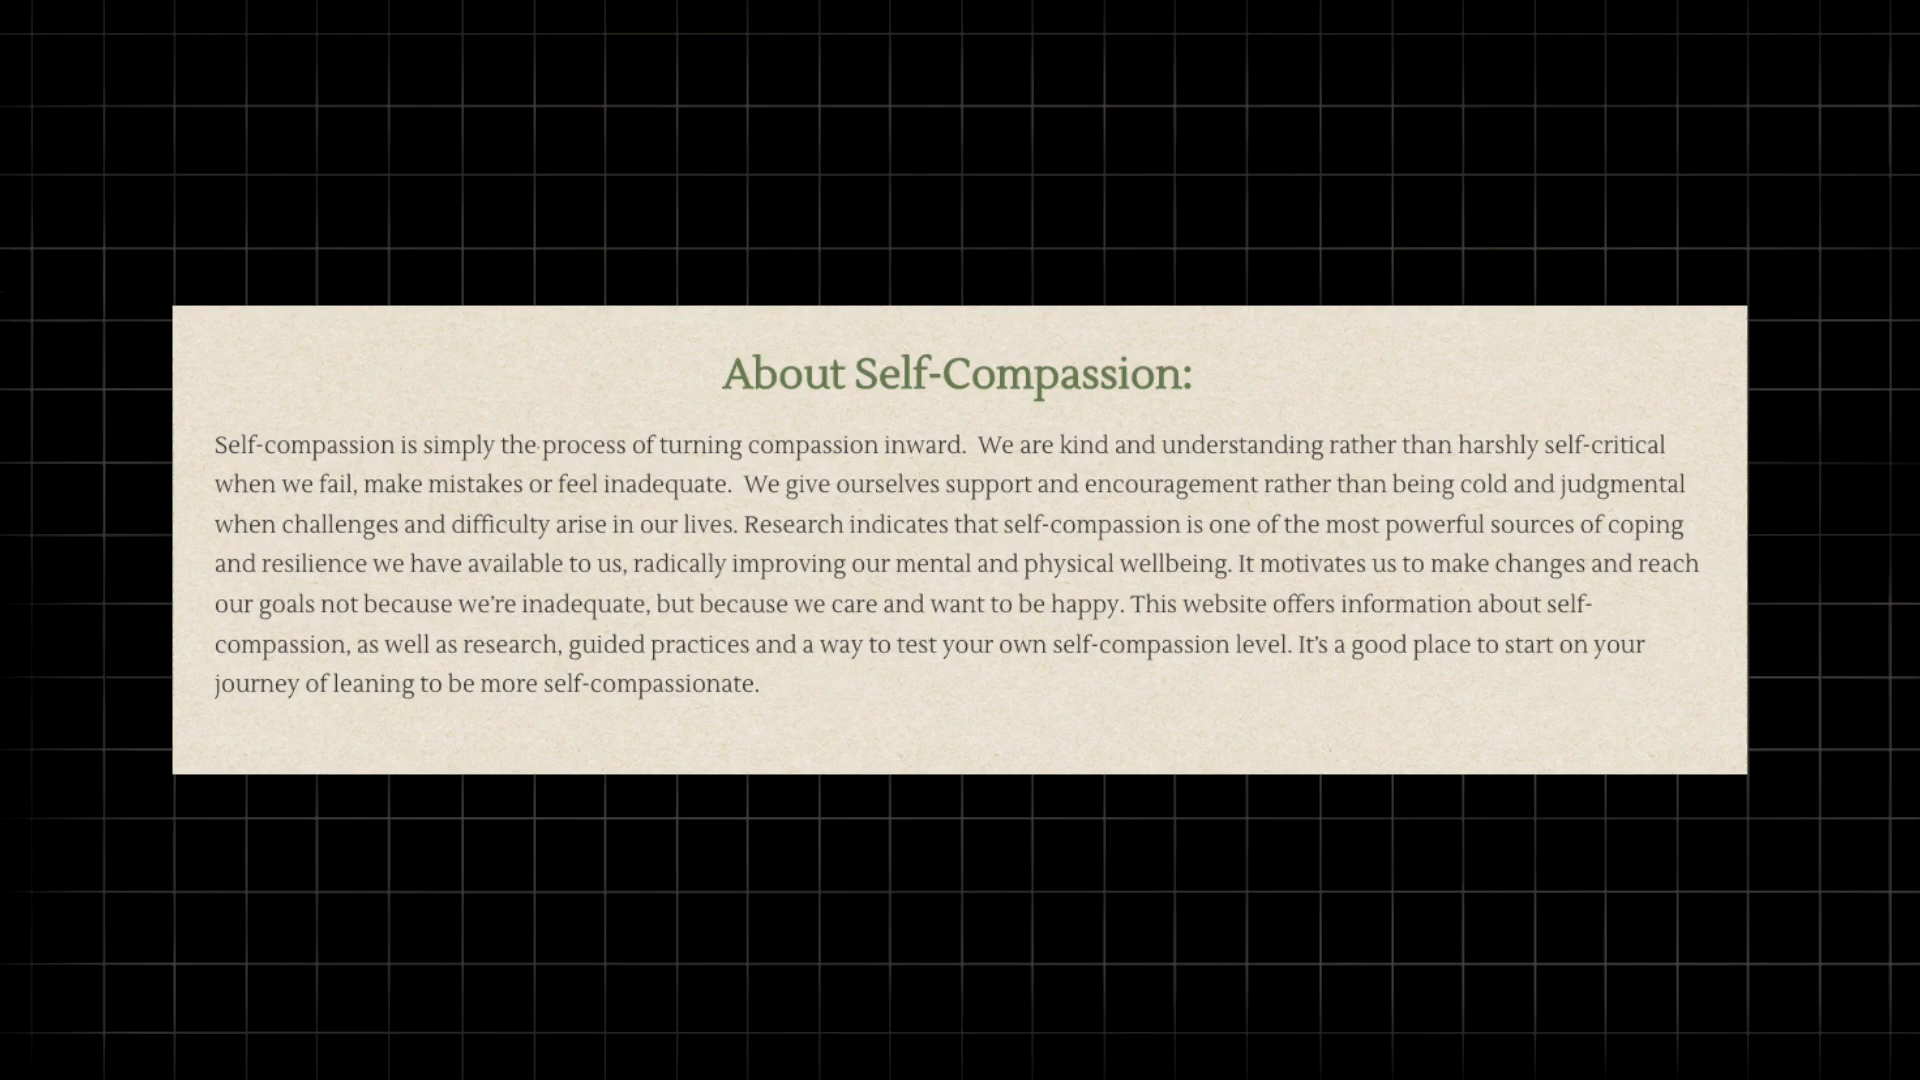 About Self-Compassion:
Self-compassion is simply the process of turning compassion inward.  We are kind and understanding rather than harshly self-critical
when we fail, make mistakes or feel inadequate.  We give ourselves support and encouragement rather than being cold and judgmental
when challenges and difficulty arise in our lives. Research indicates that self-compassion is one of the most powerful sources of coping
and resilience we have available to us, radically improving our mental and physical wellbeing. It motivates us to make changes and reach
our goals not because we’re inadequate, but because we care and want to be happy. This website offers information about self-
compassion, as well as research, guided practices and a way to test your own self-compassion level. It’s a good place to start on your
journey of leaning to be more self-compassionate.